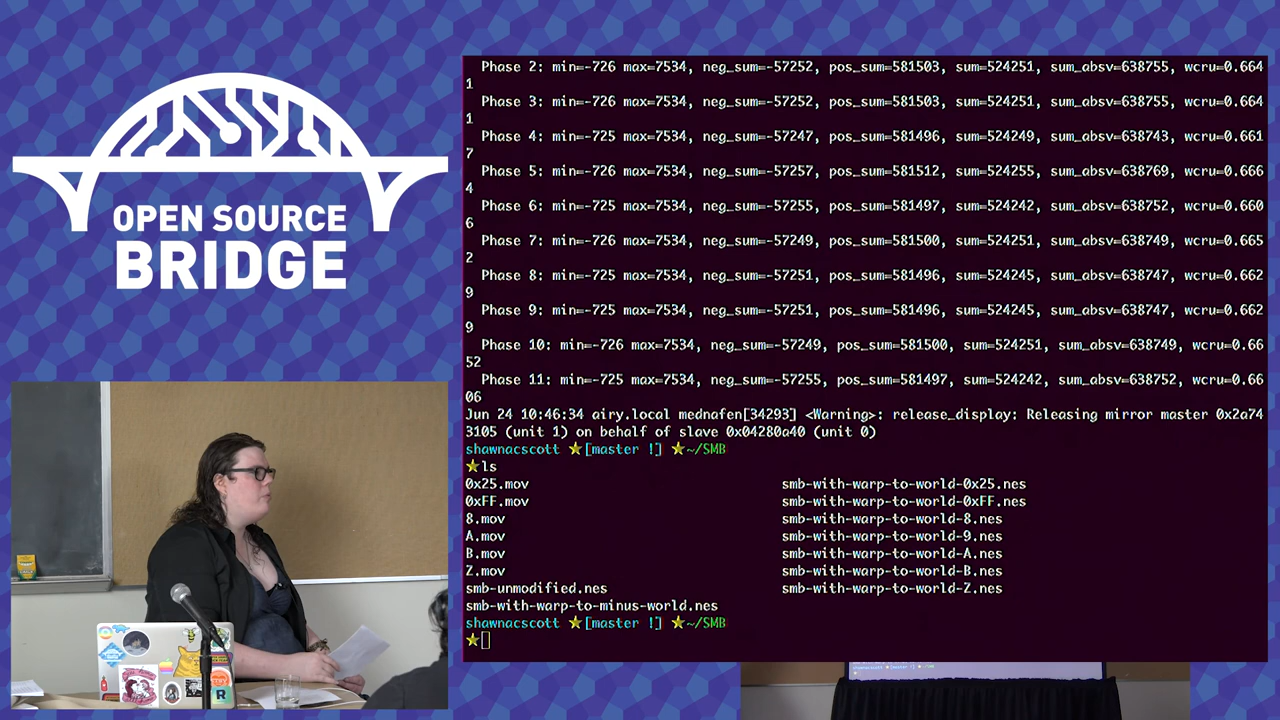 OPEN SOURCE
BRIDGE
Phase 2: min=-726 max=7534, neg_sum=-57252, pos_sum=581503, sum=524251, sum_absv=638755, wcru=0.664
1
Phase 3: min=-726 max=7534, neg_sum=-57252, pos_sum=581503, sum=524251, sum_absv=638755, wcru=0.664
1
Phase 4: min=-725 max=7534, neg_sum=-57247, pos_sum=581496, sum=524249, sum_absv=638743, wcru=0.661
7
Phase 5: min=-726 max=7534, neg_sum=-57257, pos_sum=581512, sum=524255, sum_absv=638769, wcru=0.666
4
Phase 6: min=-725 max=7534, neg_sum=-57255, pos_sum=581497, sum=524242, sum_absv=638752, wcru=0.660
6
Phase 7: min=-726 max=7534, neg_sum=-57249, pos_sum=581500, sum=524251, sum_absv=638749, wcru=0.665
2
Phase 8: min=-725 max=7534, neg_sum=-57251, pos_sum=581496, sum=524245, sum_absv=638747, wcru=0.662
9
Phase 9: min=-725 max=7534, neg_sum=-57251, pos_sum=581496, sum=524245, sum_absv=638747, wcru=0.662
9
Phase 10: min=-726 max=7534, neg_sum=-57249, pos_sum=581500, sum=524251, sum_absv=638749, wcru=0.66
52
Phase 11: min=-725 max=7534, neg_sum=-57255, pos_sum=581497, sum=524242, sum_absv=638752, wcru=0.66
06
Jun 24 10:46:34 airy.local mednafen[34293] <Warning>: release_display: Releasing mirror master 0x2a74
3105 (unit 1) on behalf of slave 0x04280a40 (unit 0)
shawnacscott ★[master !] ★~/SMB
★ls
0x25.mov smb-with-warp-to-world-0x25.nes
0xFF.mov smb-with-warp-to-world-0xFF.nes
8.mov smb-with-warp-to-world-8.nes
A.mov smb-with-warp-to-world-9.nes
B.mov smb-with-warp-to-world-A.nes
Z.mov smb-with-warp-to-world-B.nes
smb-unmodified.nes smb-with-warp-to-world-Z.nes
smb-with-warp-to-minus-world.nes
shawnacscott ★[master !] ★~/SMB
★